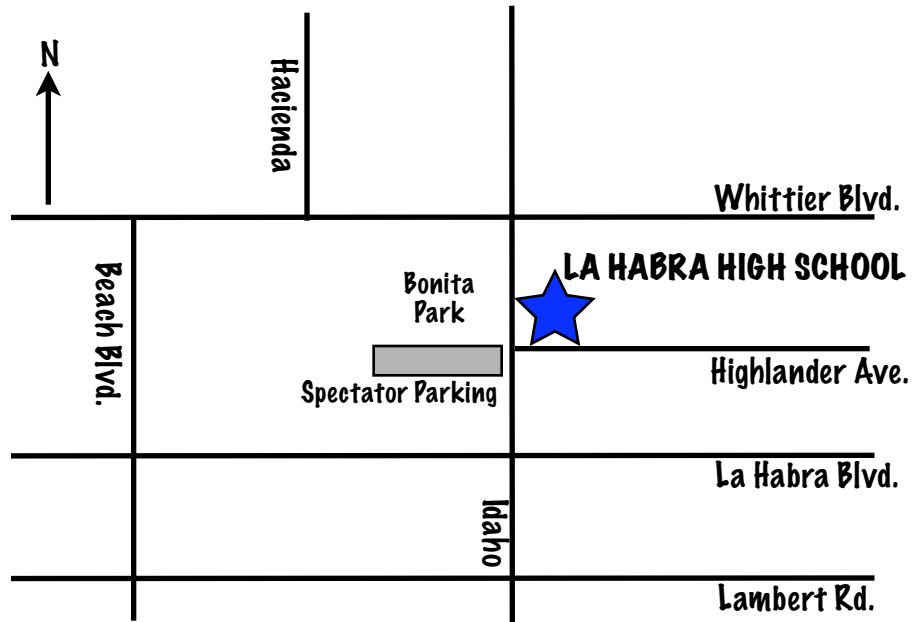 N
Hacienda
Whittier Blvd.
LA HABRA HIGH SCHOOL
Beach Blvd.
Bonita
Park
Highlander Ave.
Spectator Parking
La Habra Blvd.
Idaho
Lambert Rd.